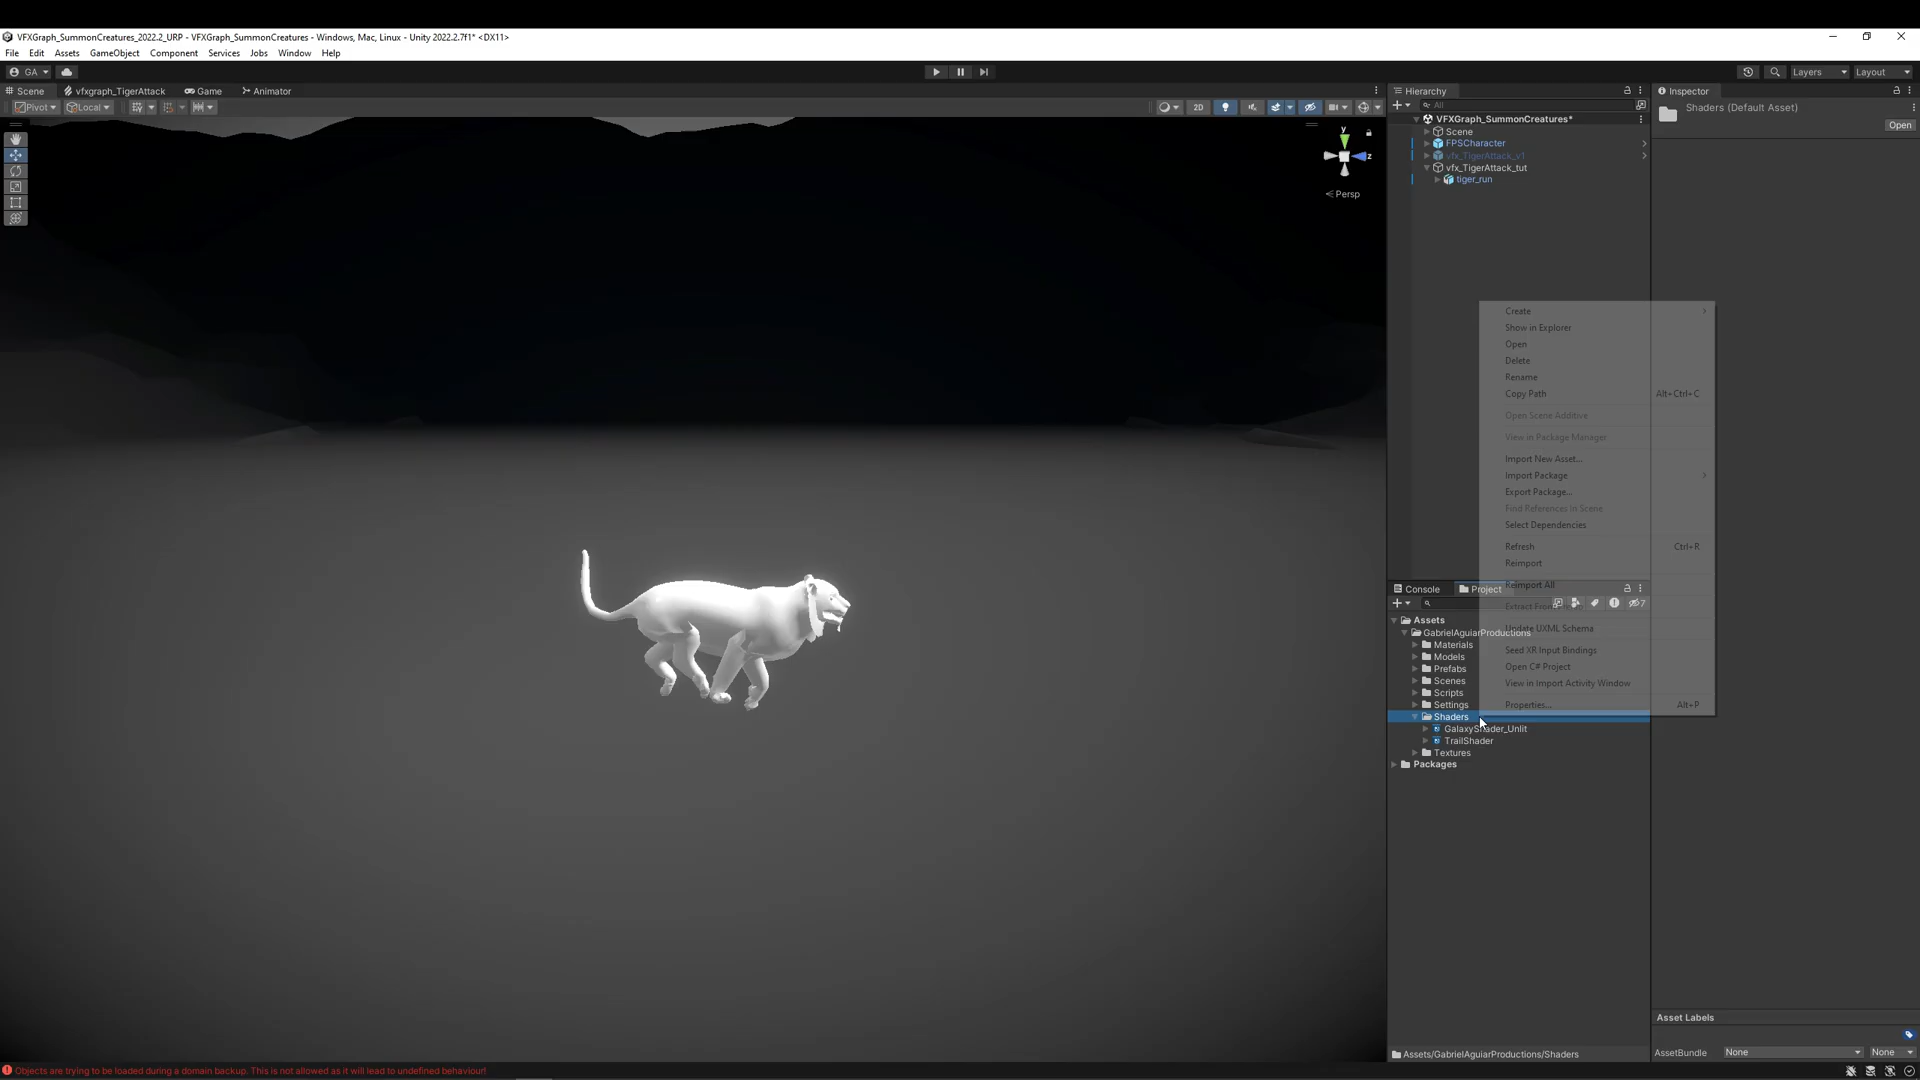 VFXGraph_SummonCreatures_2022.2_URP - VFXGraph_SummonCreatures - Windows, Mac, Linux - Unity 2022.2.7f1* <DX11>
File Edit Assets GameObject Component Services Jobs Window Help
GA Layers Layout
Scene vfxgraph_TigerAttack Game Animator
Pivot Local 2D
y
z
Persp
Hierarchy
All
VFXGraph_SummonCreatures*
Scene
FPSCharacter
vfx_TigerAttack_v1
vfx_TigerAttack_tut
tiger_run
Inspector
Shaders (Default Asset)
Open
Create
Show in Explorer
Open
Delete
Rename
Copy Path Alt+Ctrl+C
Open Scene Additive
View in Package Manager
Import New Asset...
Import Package
Export Package...
Find References in Scene
Select Dependencies
Refresh Ctrl+R
Reimport
Reimport All
Update UXML Schema
Seed XR Input Bindings
Open C# Project
View in Import Activity Window
Properties... Alt+P
Console Project
7
Assets
GabrielAguiarProductions
Materials
Models
Prefabs
Scenes
Scripts
Settings
Shaders
GalaxyShader_Unlit
TrailShader
Textures
Packages
Assets/GabrielAguiarProductions/Shaders
Asset Labels
AssetBundle None None
Objects are trying to be loaded during a domain backup. This is not allowed as it will lead to undefined behaviour!